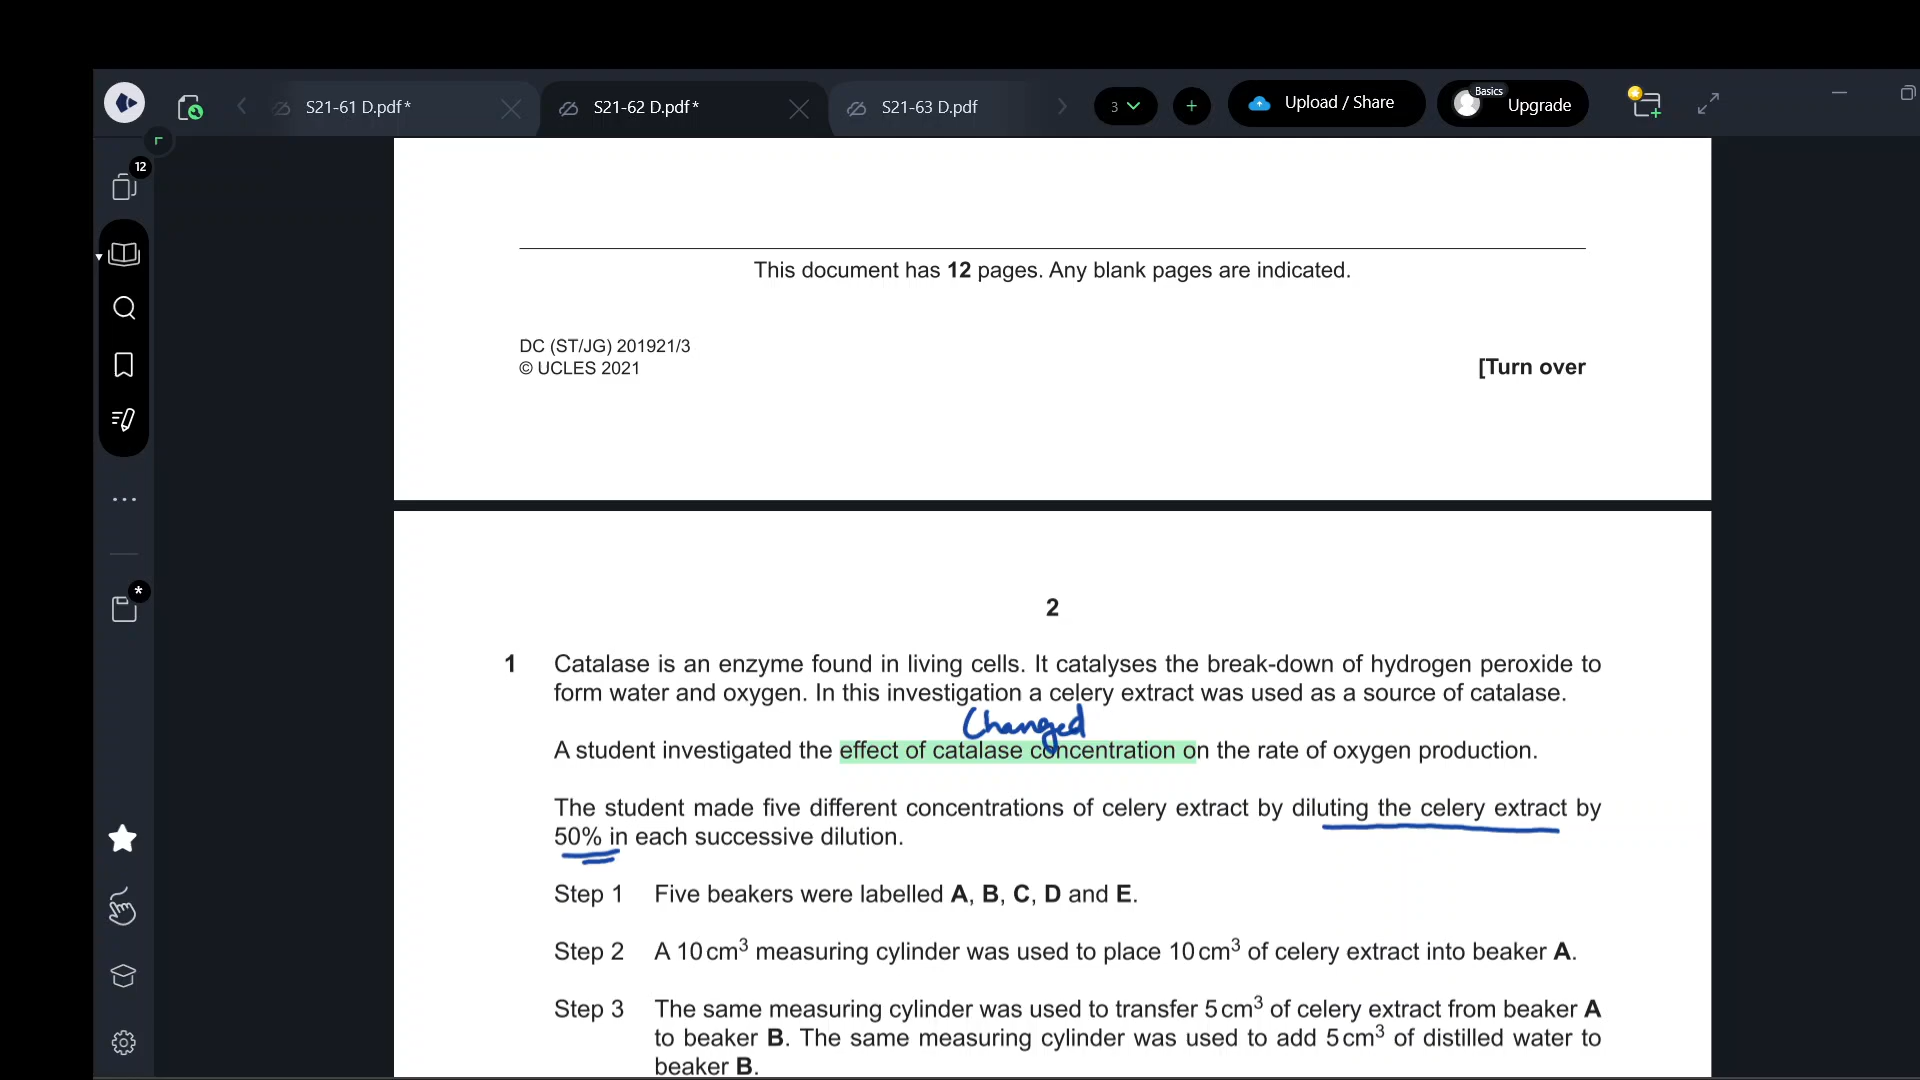 S21-61 D.pdf*
S21-62 D.pdf*
S21-63 D.pdf
3
+
Upload / Share
Basics
Upgrade
12
This document has 12 pages. Any blank pages are indicated.
DC (ST/JG) 201921/3
© UCLES 2021
[Turn over
2
1 Catalase is an enzyme found in living cells. It catalyses the break-down of hydrogen peroxide to
form water and oxygen. In this investigation a celery extract was used as a source of catalase.
Changed
A student investigated the effect of catalase concentration on the rate of oxygen production.
The student made five different concentrations of celery extract by diluting the celery extract by
50% in each successive dilution.
Step 1 Five beakers were labelled A, B, C, D and E.
Step 2 A 10 cm³ measuring cylinder was used to place 10 cm³ of celery extract into beaker A.
Step 3 The same measuring cylinder was used to transfer 5 cm³ of celery extract from beaker A
to beaker B. The same measuring cylinder was used to add 5 cm³ of distilled water to
beaker B.